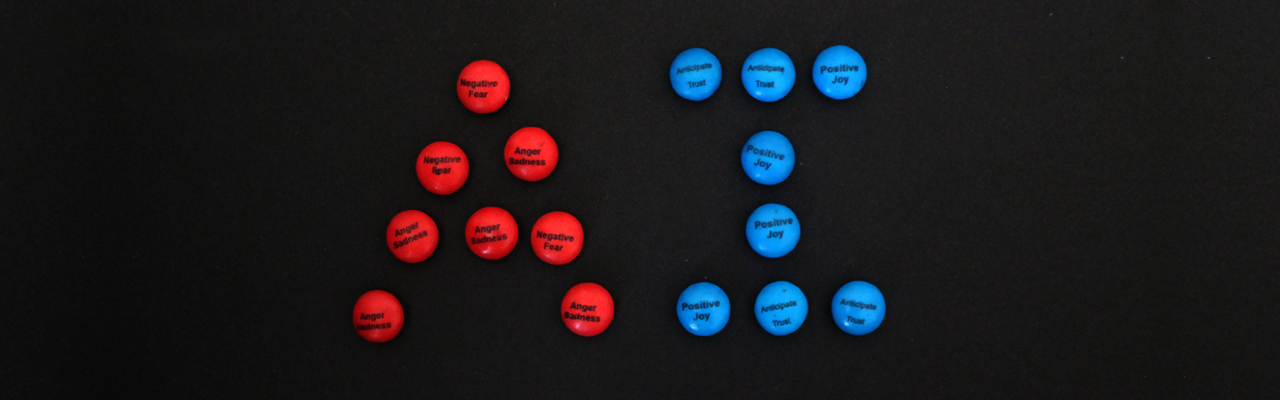 Negative
Fear
Anticipate
Trust
Anticipate
Trust
Positive
Joy
Negative
Fear
Anger
Sadness
Positive
Joy
Anger
Sadness
Anger
Sadness
Negative
Fear
Positive
Joy
Anger
Sadness
Anger
Sadness
Positive
Joy
Anticipate
Trust
Anticipate
Trust